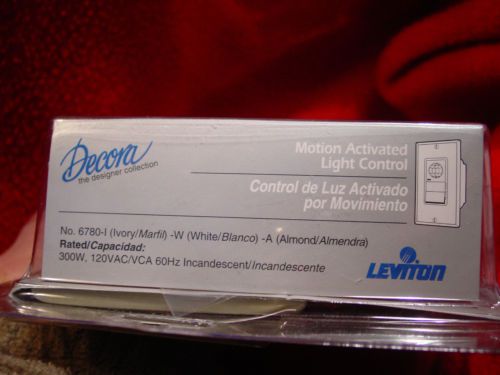 Decora
the designer collection
Motion Activated
Light Control
Control de Luz Activado
por Movimiento
No. 6780-I (Ivory/Marfil) -W (White/Blanco) -A (Almond/Almendra)
Rated/Capacidad:
300W, 120VAC/VCA 60Hz Incandescent/Incandescente
LEVITON